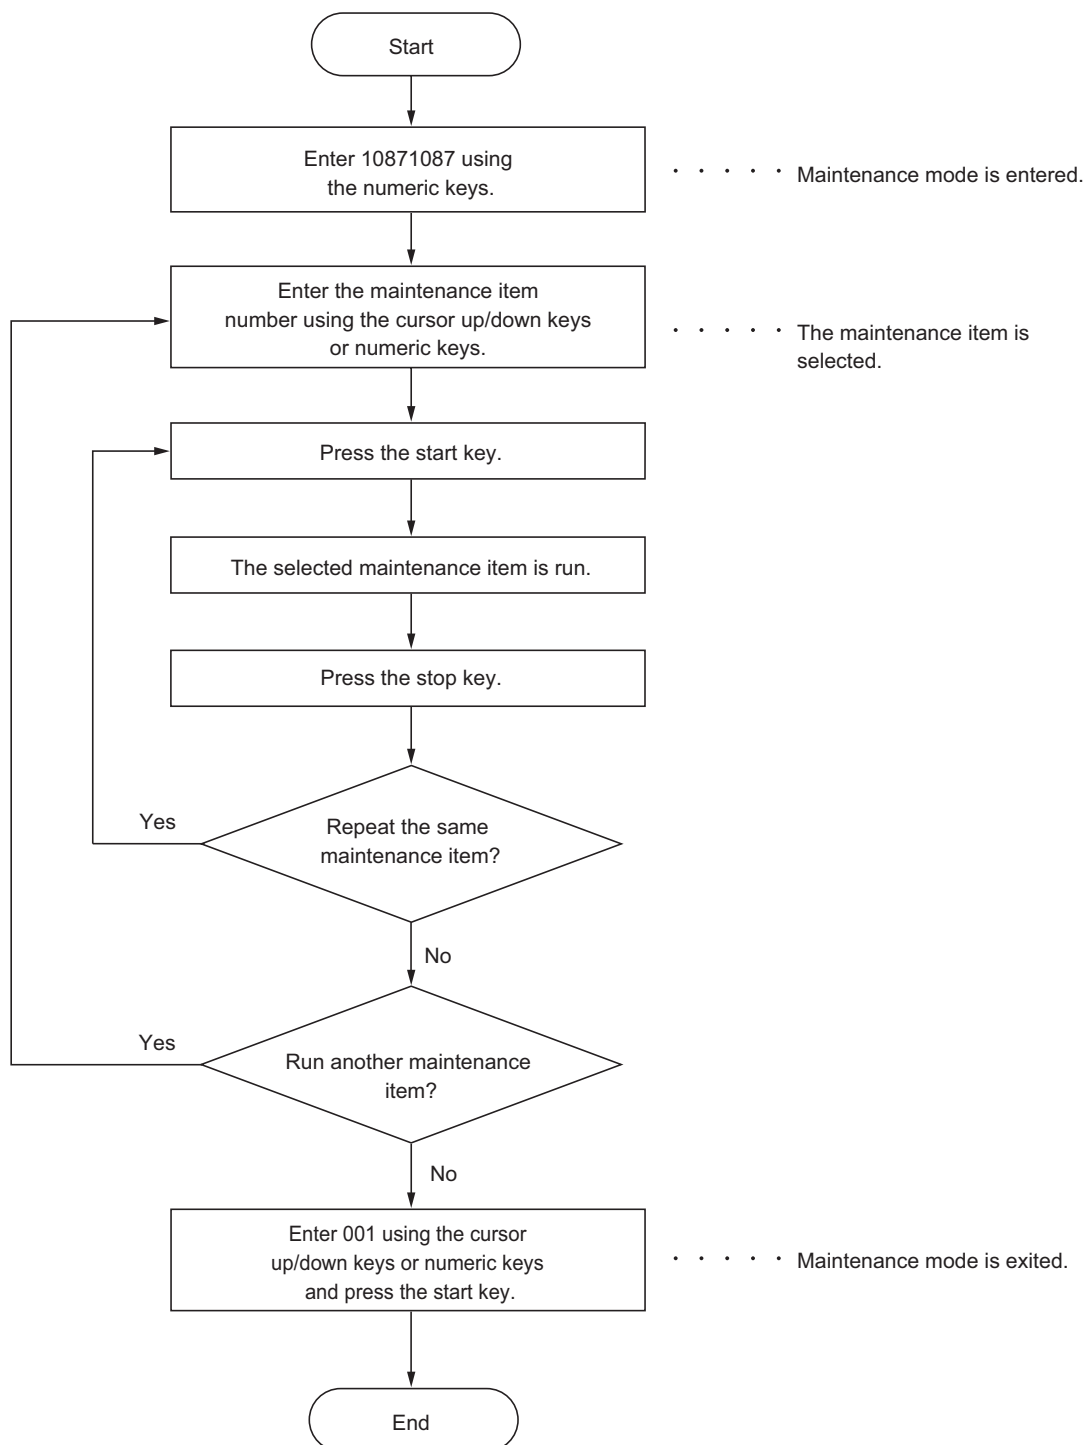 Start
Enter 10871087 using
the numeric keys.
Maintenance mode is entered.
Enter the maintenance item
number using the cursor up/down keys
or numeric keys.
The maintenance item is
selected.
Press the start key.
The selected maintenance item is run.
Press the stop key.
Yes
Repeat the same
maintenance item?
No
Yes
Run another maintenance
item?
No
Enter 001 using the cursor
up/down keys or numeric keys
and press the start key.
Maintenance mode is exited.
End